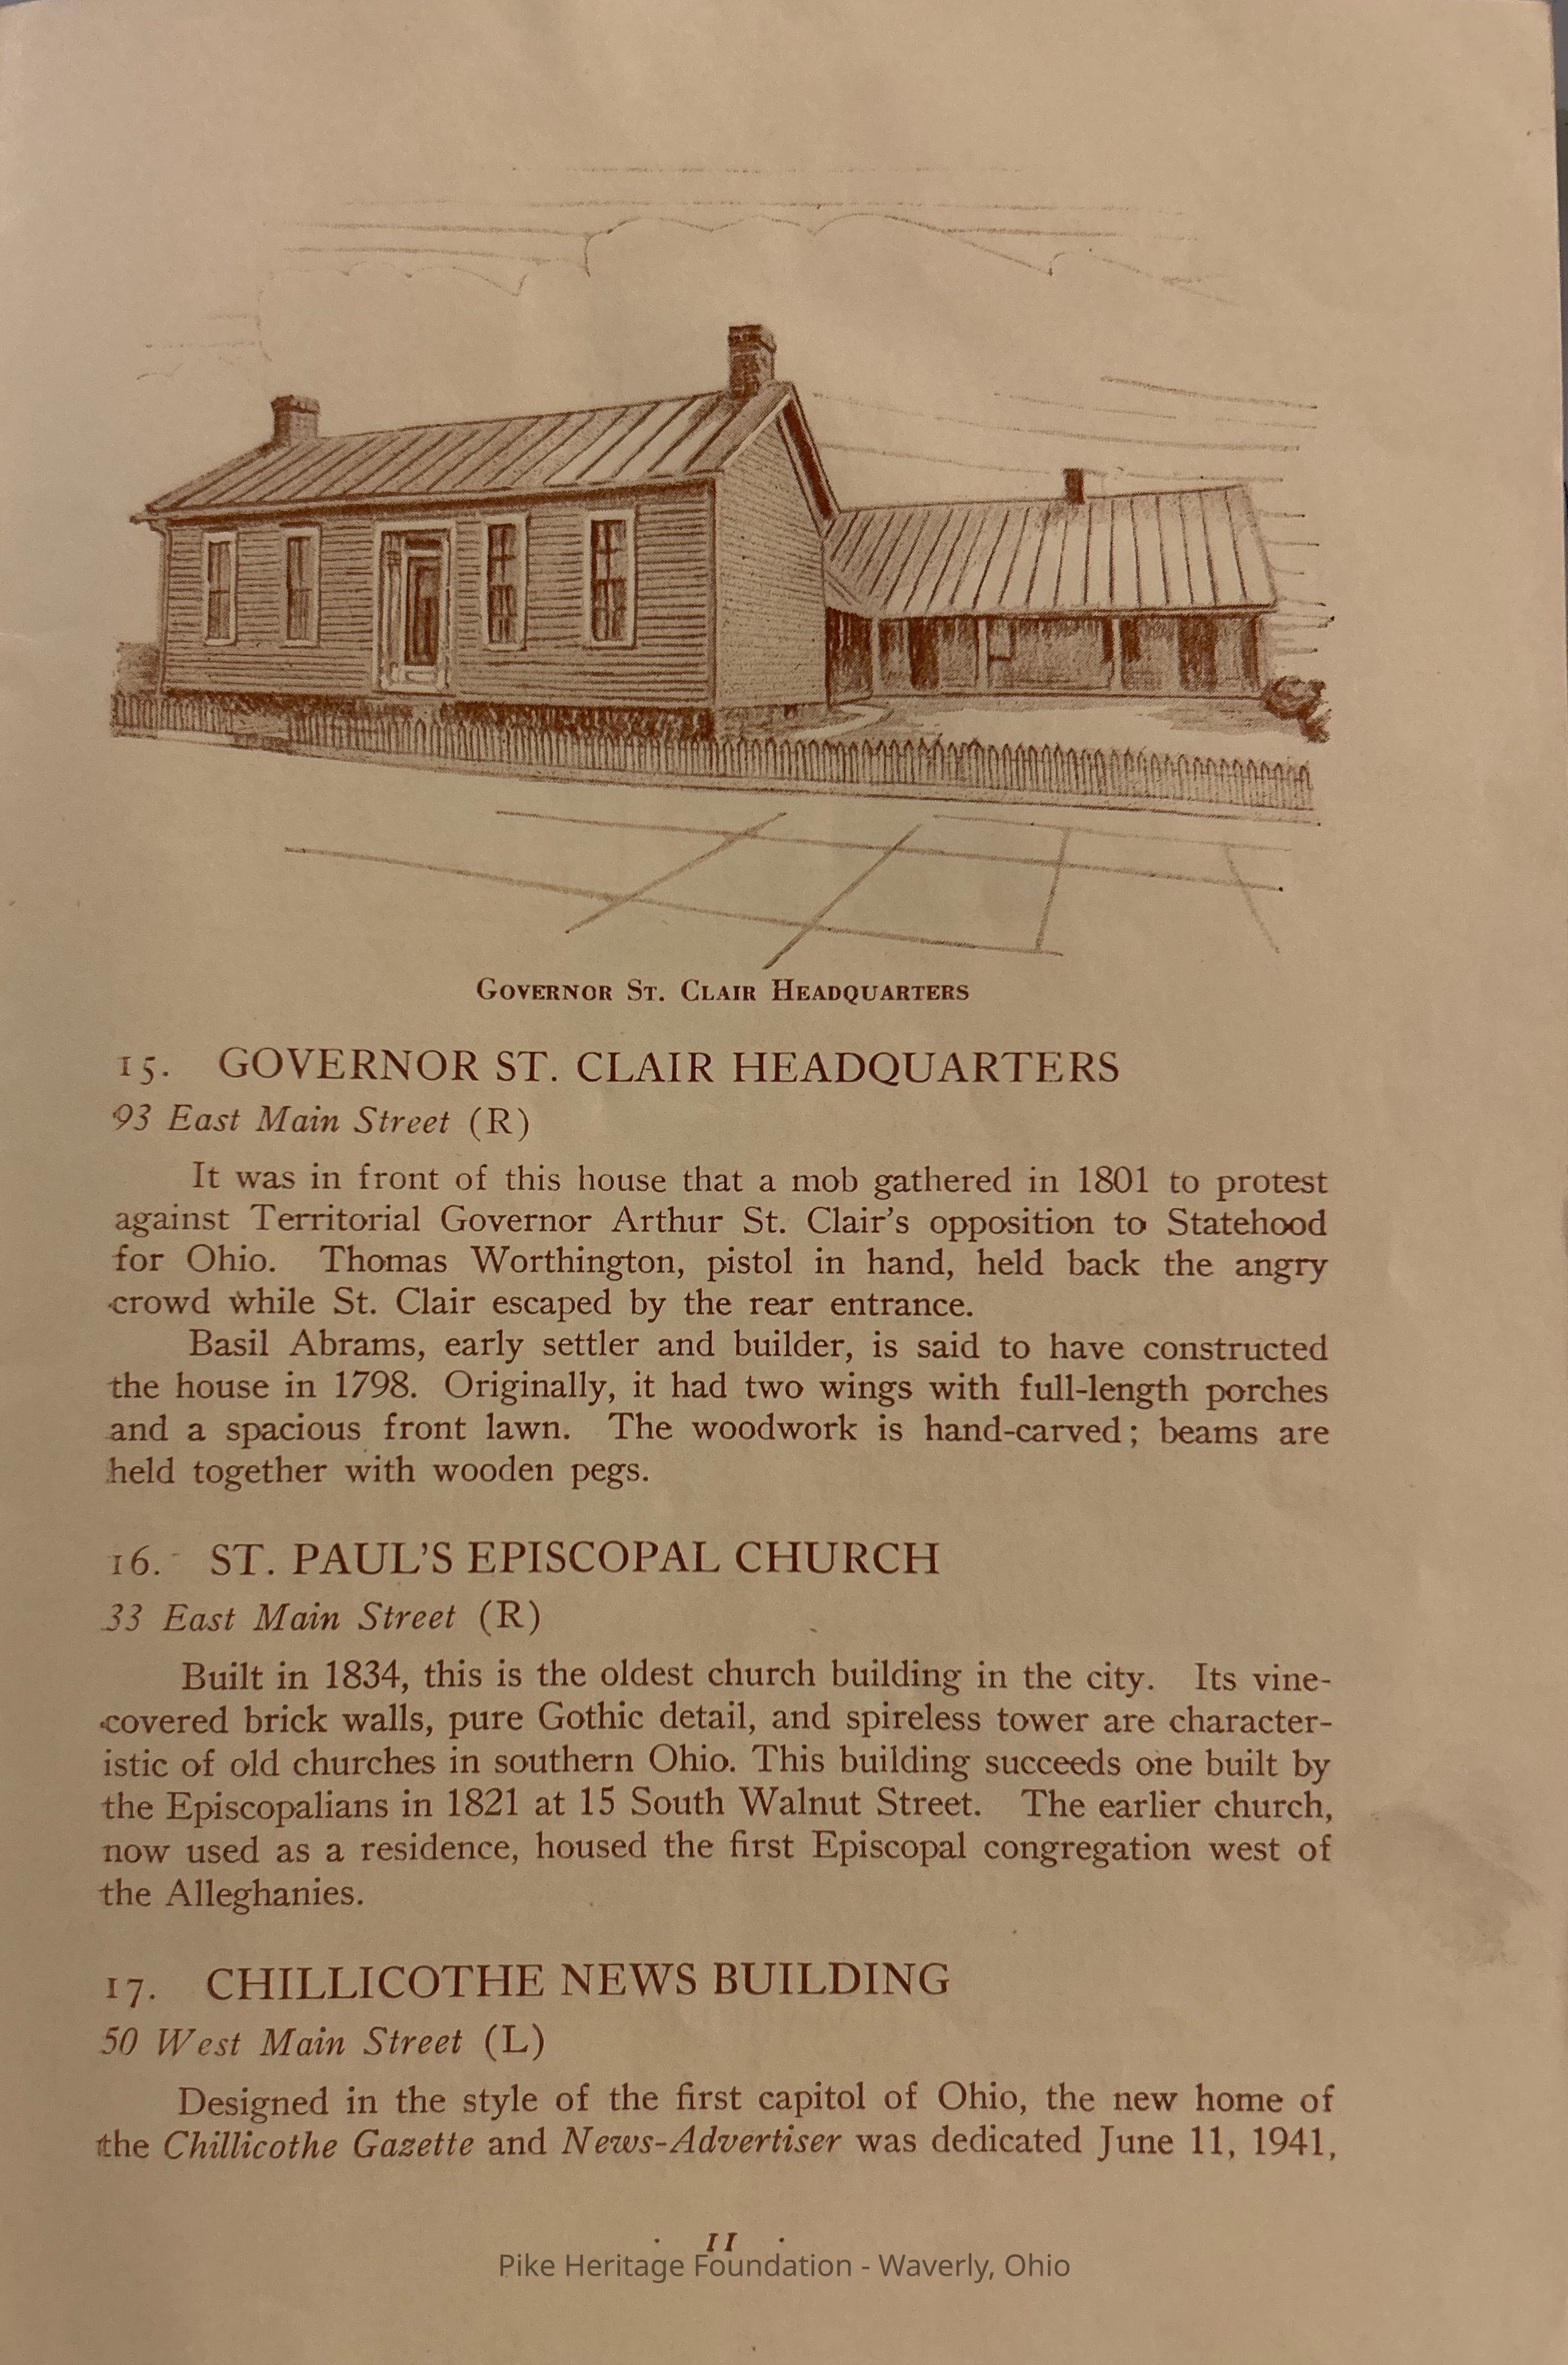 Governor St. Clair Headquarters
15. GOVERNOR ST. CLAIR HEADQUARTERS
93 East Main Street (R)
It was in front of this house that a mob gathered in 1801 to protest
against Territorial Governor Arthur St. Clair's opposition to Statehood
for Ohio. Thomas Worthington, pistol in hand, held back the angry
crowd while St. Clair escaped by the rear entrance.
Basil Abrams, early settler and builder, is said to have constructed
the house in 1798. Originally, it had two wings with full-length porches
and a spacious front lawn. The woodwork is hand-carved; beams are
held together with wooden pegs.
16. ST. PAUL'S EPISCOPAL CHURCH
33 East Main Street (R)
Built in 1834, this is the oldest church building in the city. Its vine-
covered brick walls, pure Gothic detail, and spireless tower are character-
istic of old churches in southern Ohio. This building succeeds one built by
the Episcopalians in 1821 at 15 South Walnut Street. The earlier church,
now used as a residence, housed the first Episcopal congregation west of
the Alleghanies.
17. CHILLICOTHE NEWS BUILDING
50 West Main Street (L)
Designed in the style of the first capitol of Ohio, the new home of
the Chillicothe Gazette and News-Advertiser was dedicated June 11, 1941,
· 11 ·
Pike Heritage Foundation - Waverly, Ohio